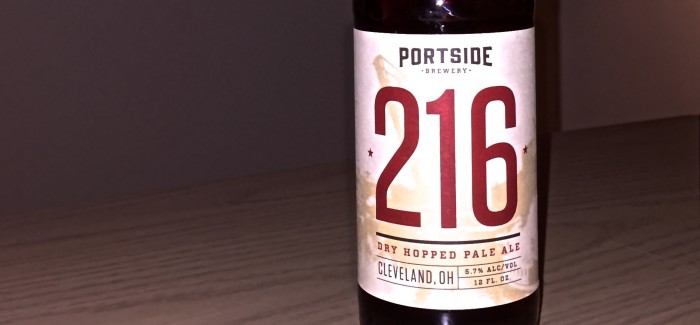 PORTSIDE
• BREWERY •
216
DRY HOPPED PALE ALE
CLEVELAND, OH
5.7% ALC/VOL
12 FL. OZ.